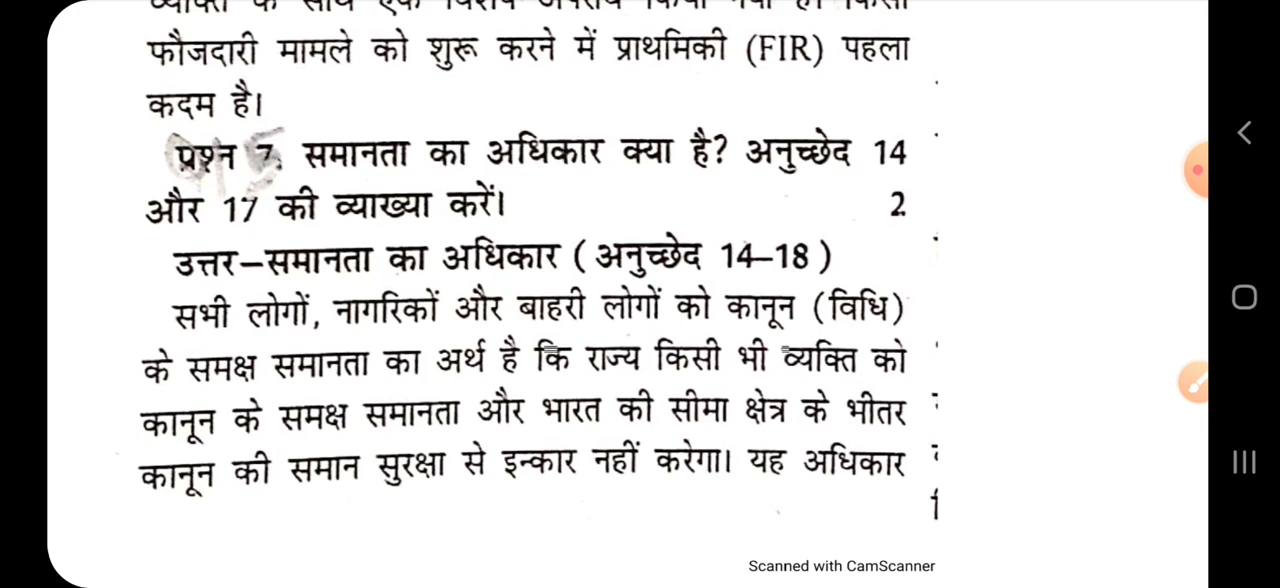 फौजदारी मामले को शुरू करने में प्राथमिकी (FIR) पहला
कदम है।
प्रश्न 7. समानता का अधिकार क्या है? अनुच्छेद 14
और 17 की व्याख्या करें। 2
उत्तर–समानता का अधिकार ( अनुच्छेद 14–18 )
सभी लोगों, नागरिकों और बाहरी लोगों को कानून (विधि)
के समक्ष समानता का अर्थ है कि राज्य किसी भी व्यक्ति को
कानून के समक्ष समानता और भारत की सीमा क्षेत्र के भीतर
कानून की समान सुरक्षा से इन्कार नहीं करेगा। यह अधिकार
Scanned with CamScanner